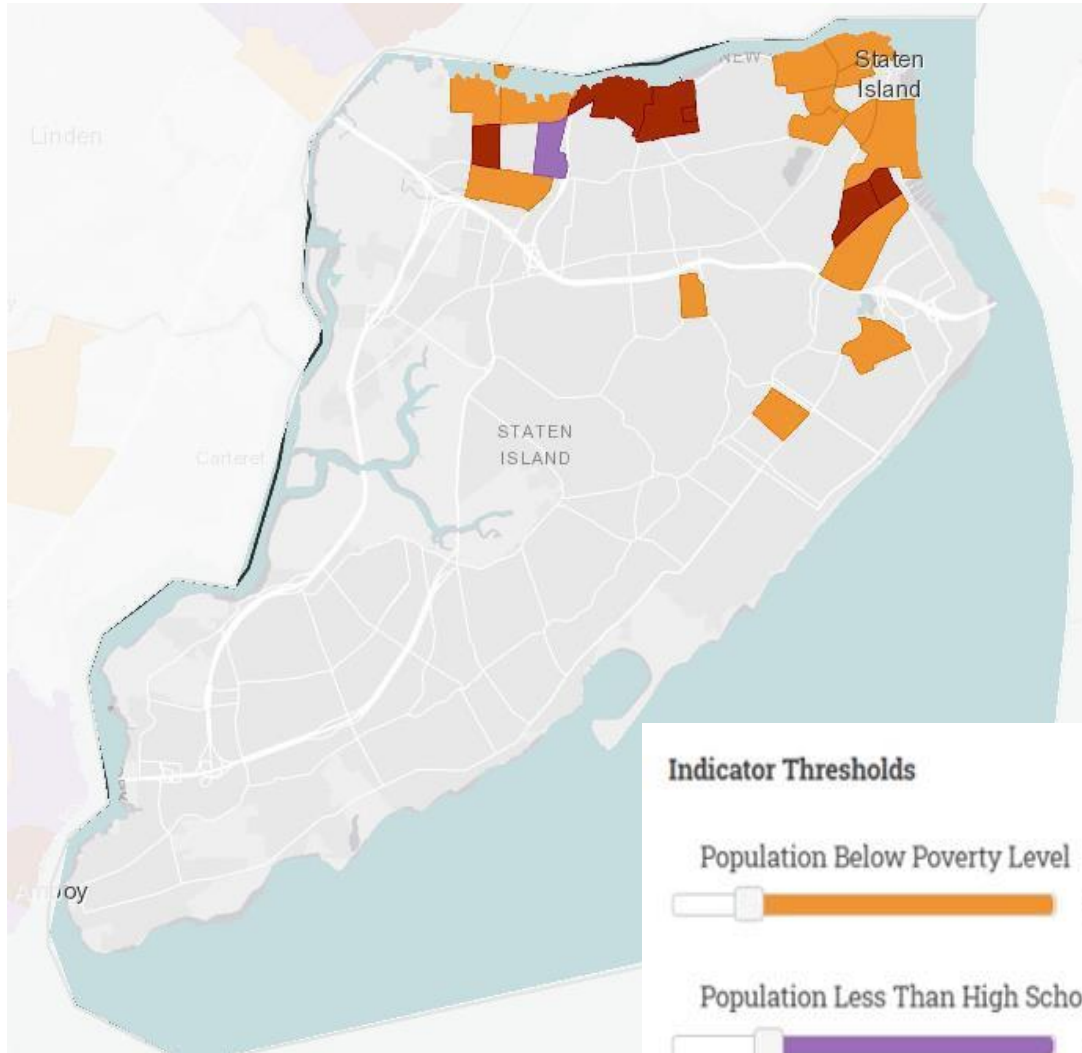 NEW
Staten
Island
Linden
STATEN
ISLAND
Carteret
Amboy
Indicator Thresholds
Population Below Poverty Level
Population Less Than High Scho